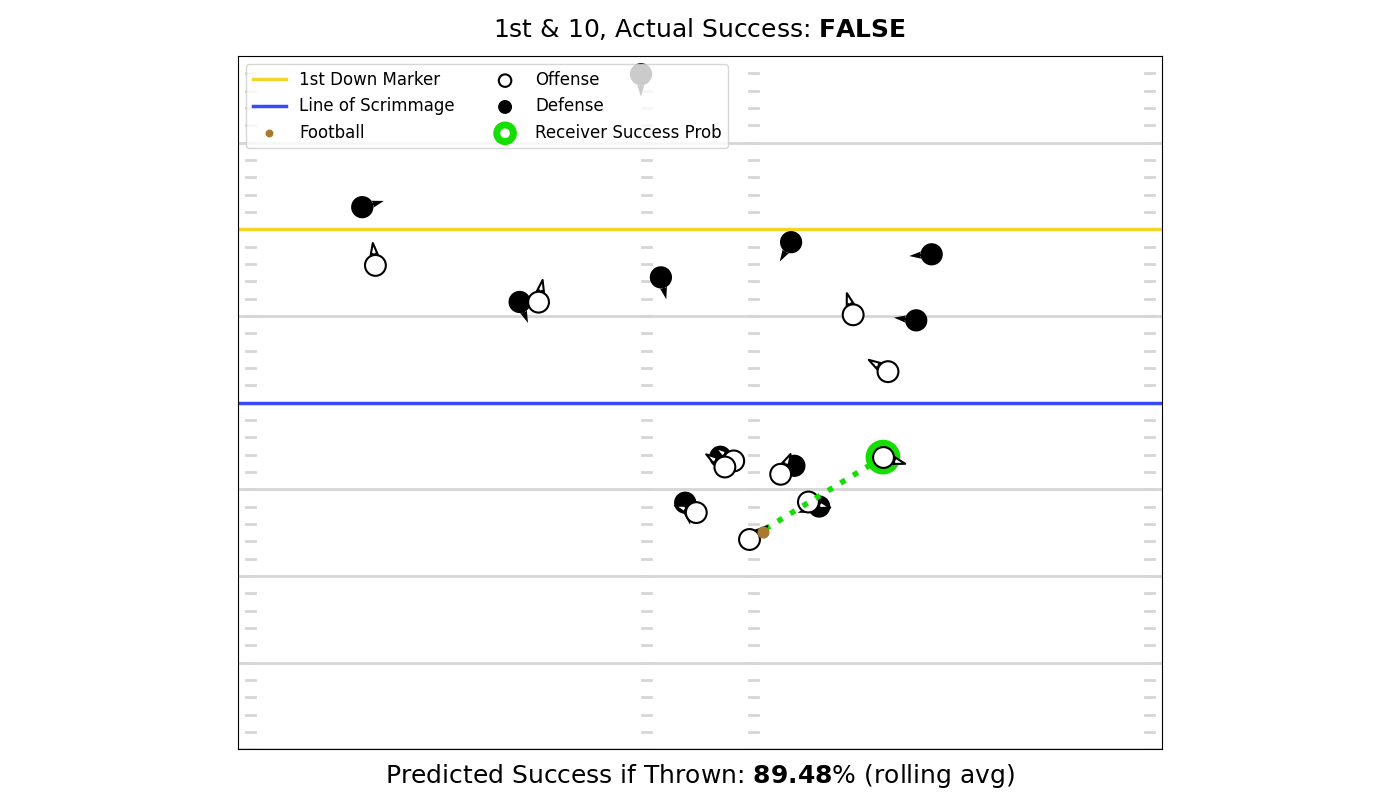 1st & 10, Actual Success: FALSE
1st Down Marker
Line of Scrimmage
Football
Offense
Defense
Receiver Success Prob
Predicted Success if Thrown: 89.48% (rolling avg)